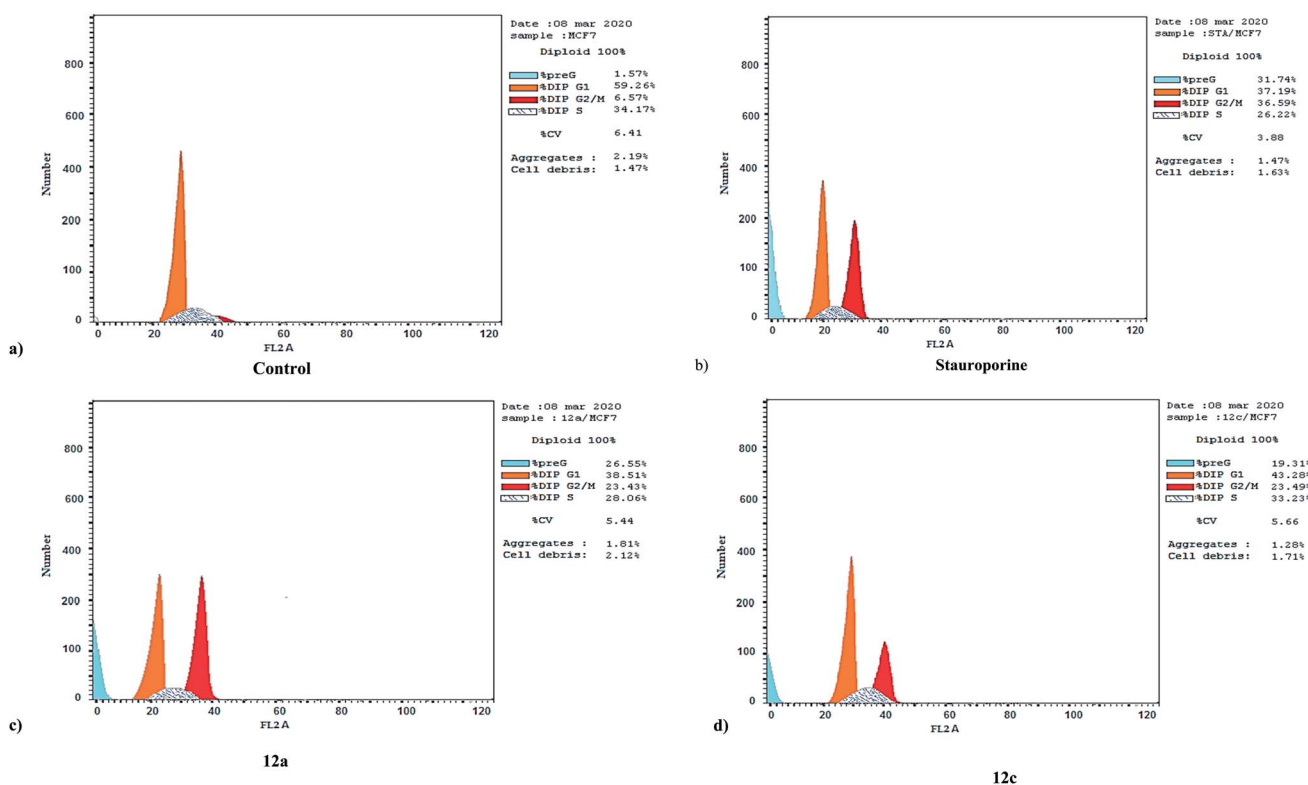 Date :08 mar 2020
sample :MCF7
Diploid 100%
%preG 1.57%
%DIP G1 59.26%
%DIP G2/M 6.57%
%DIP S 34.17%
%CV 6.41
Aggregates : 2.19%
Cell debris: 1.47%
Number
800
600
400
200
100
0
0 20 40 60 80 100 120
FL2A
a)
Control
Date :08 mar 2020
sample :STA/MCF7
Diploid 100%
%preG 31.74%
%DIP G1 37.19%
%DIP G2/M 36.59%
%DIP S 26.22%
%CV 3.88
Aggregates : 1.47%
Cell debris: 1.63%
Number
800
600
400
200
100
0
0 20 40 60 80 100 120
FL2A
b)
Stauroporine
Date :08 mar 2020
sample :12a/MCF7
Diploid 100%
%preG 26.55%
%DIP G1 38.51%
%DIP G2/M 23.43%
%DIP S 28.06%
%CV 5.44
Aggregates : 1.81%
Cell debris: 2.12%
Number
800
600
400
200
100
0
0 20 40 60 80 100 120
FL2A
c)
12a
Date :08 mar 2020
sample :12c/MCF7
Diploid 100%
%preG 19.31%
%DIP G1 43.28%
%DIP G2/M 23.49%
%DIP S 33.23%
%CV 5.66
Aggregates : 1.28%
Cell debris: 1.71%
Number
800
600
400
200
100
0
0 20 40 60 80 100 120
FL2A
d)
12c